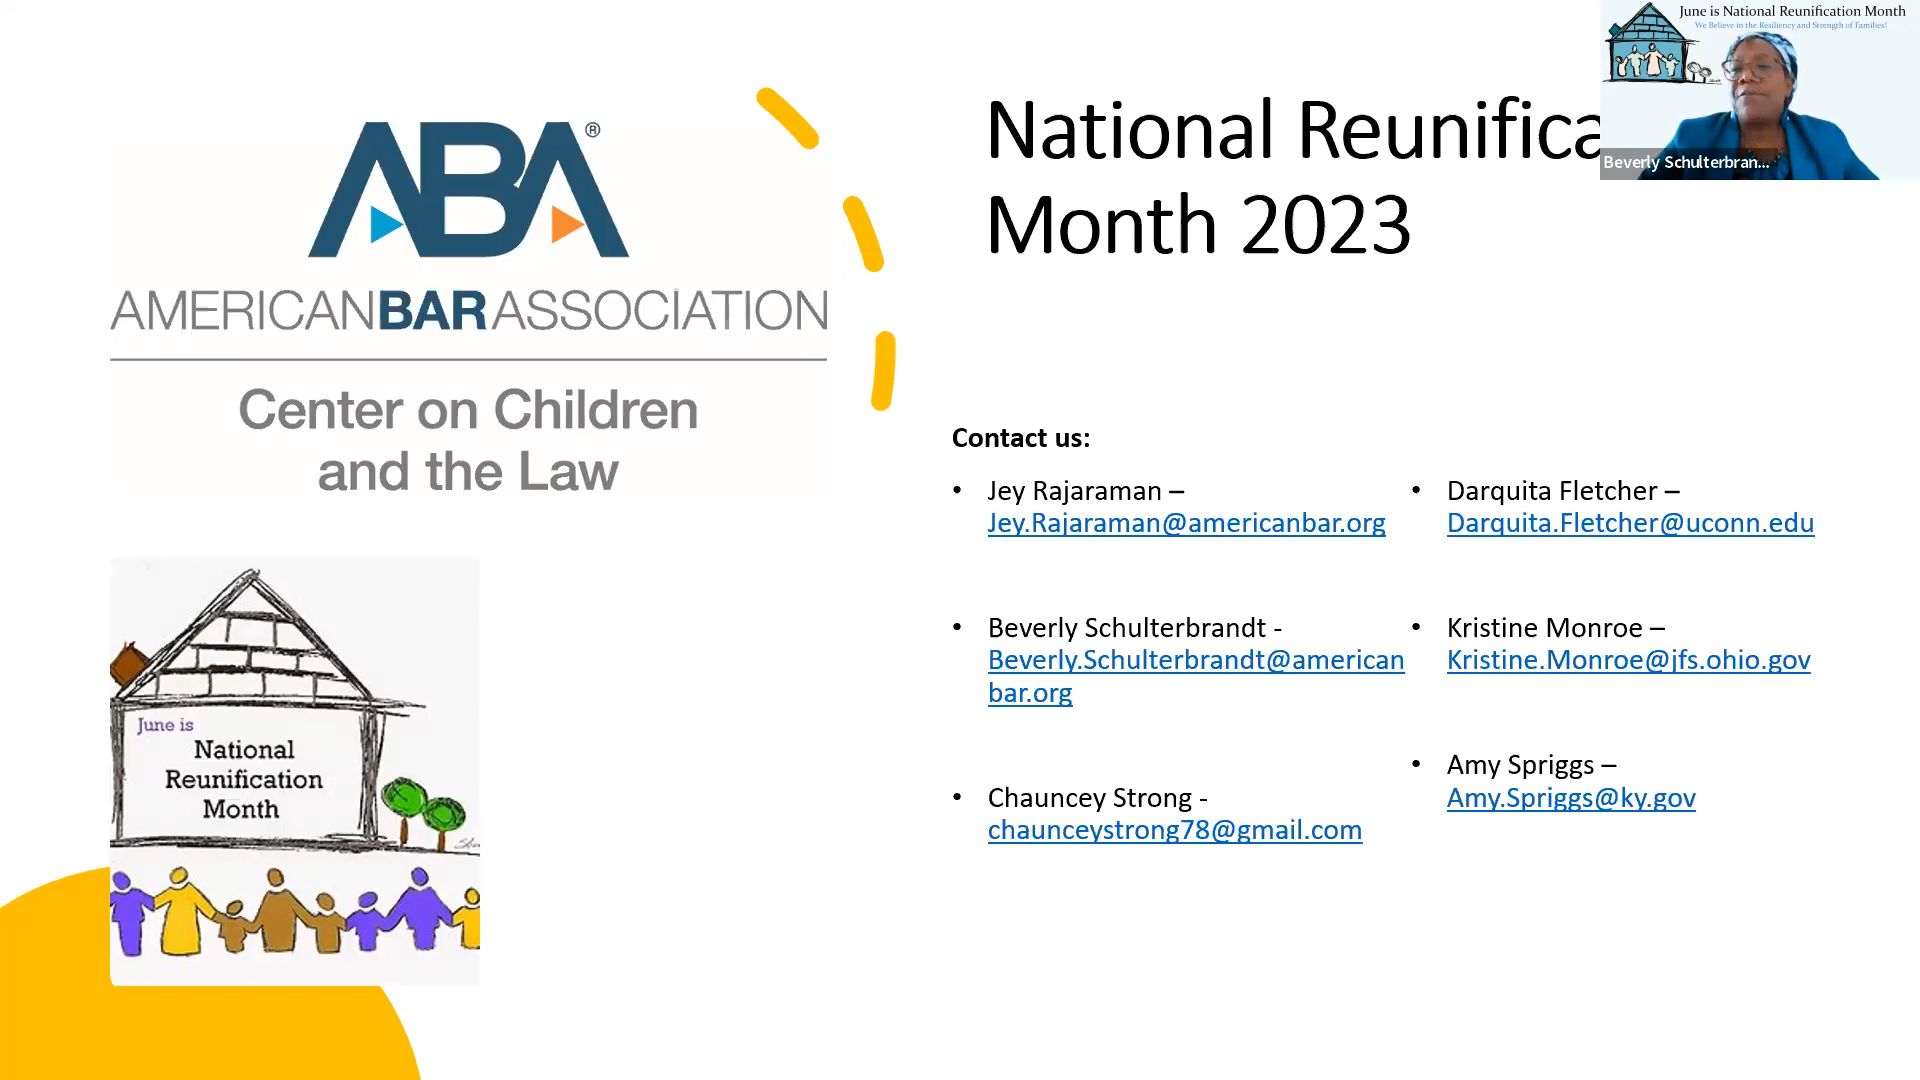 ABA®
AMERICANBARASSOCIATION
Center on Children
and the Law
National Reunifica
Month 2023
June is National Reunification Month
We Believe in the Resiliency and Strength of Families!
Beverly Schulterbran...
Contact us:
• Jey Rajaraman –
Jey.Rajaraman@americanbar.org
• Beverly Schulterbrandt -
Beverly.Schulterbrandt@american
bar.org
• Chauncey Strong -
chaunceystrong78@gmail.com
• Darquita Fletcher –
Darquita.Fletcher@uconn.edu
• Kristine Monroe –
Kristine.Monroe@jfs.ohio.gov
• Amy Spriggs –
Amy.Spriggs@ky.gov
June is
National
Reunification
Month